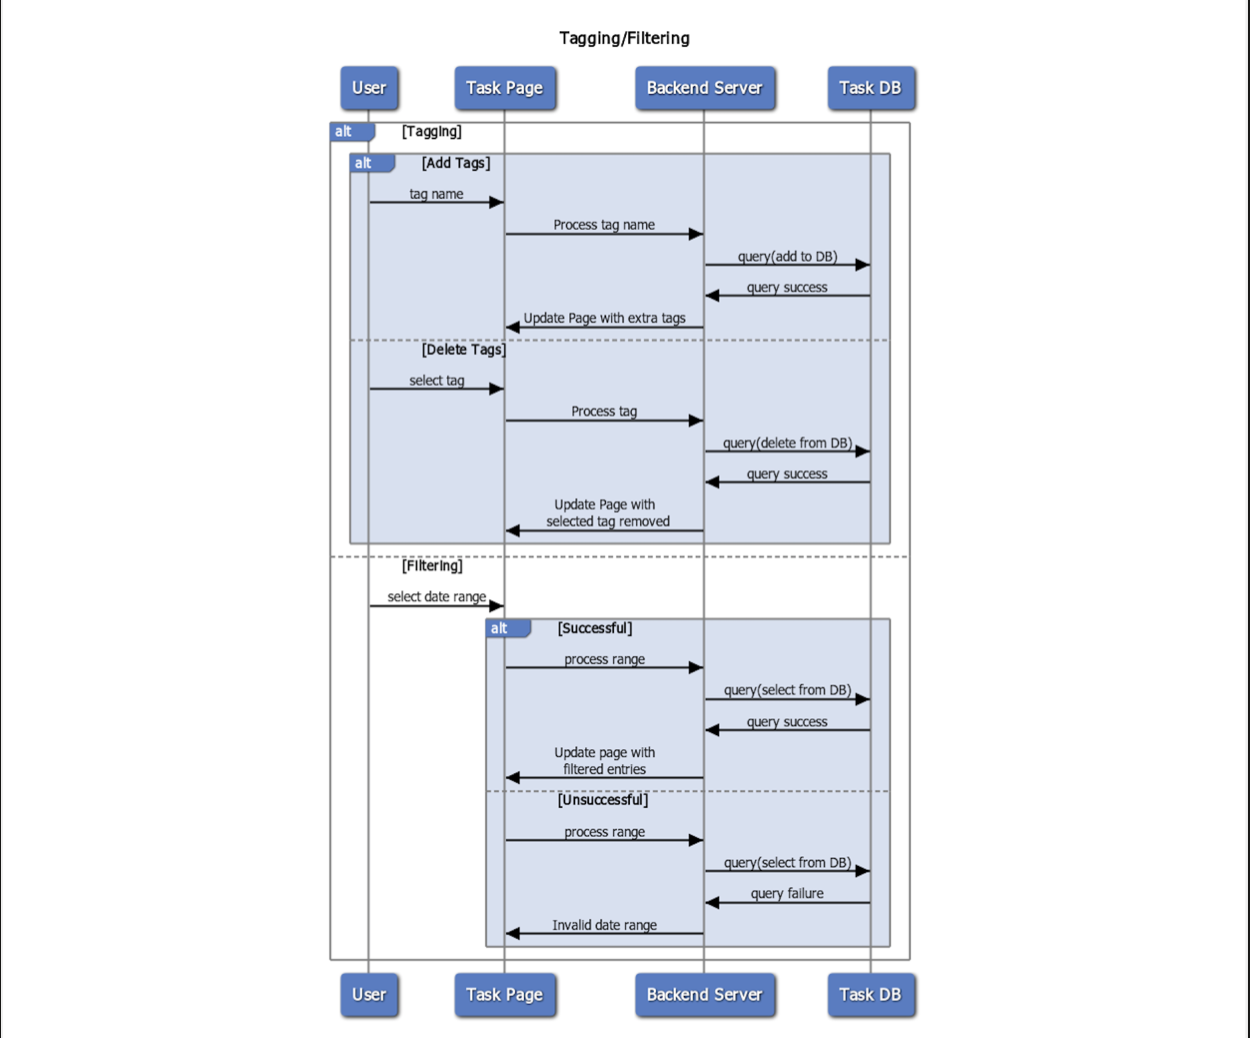 Tagging/Filtering
User
Task Page
Backend Server
Task DB
alt
[Tagging]
alt
[Add Tags]
tag name
Process tag name
query(add to DB)
query success
Update Page with extra tags
[Delete Tags]
select tag
Process tag
query(delete from DB)
query success
Update Page with
selected tag removed
[Filtering]
select date range
alt
[Successful]
process range
query(select from DB)
query success
Update page with
filtered entries
[Unsuccessful]
process range
query(select from DB)
query failure
Invalid date range
User
Task Page
Backend Server
Task DB